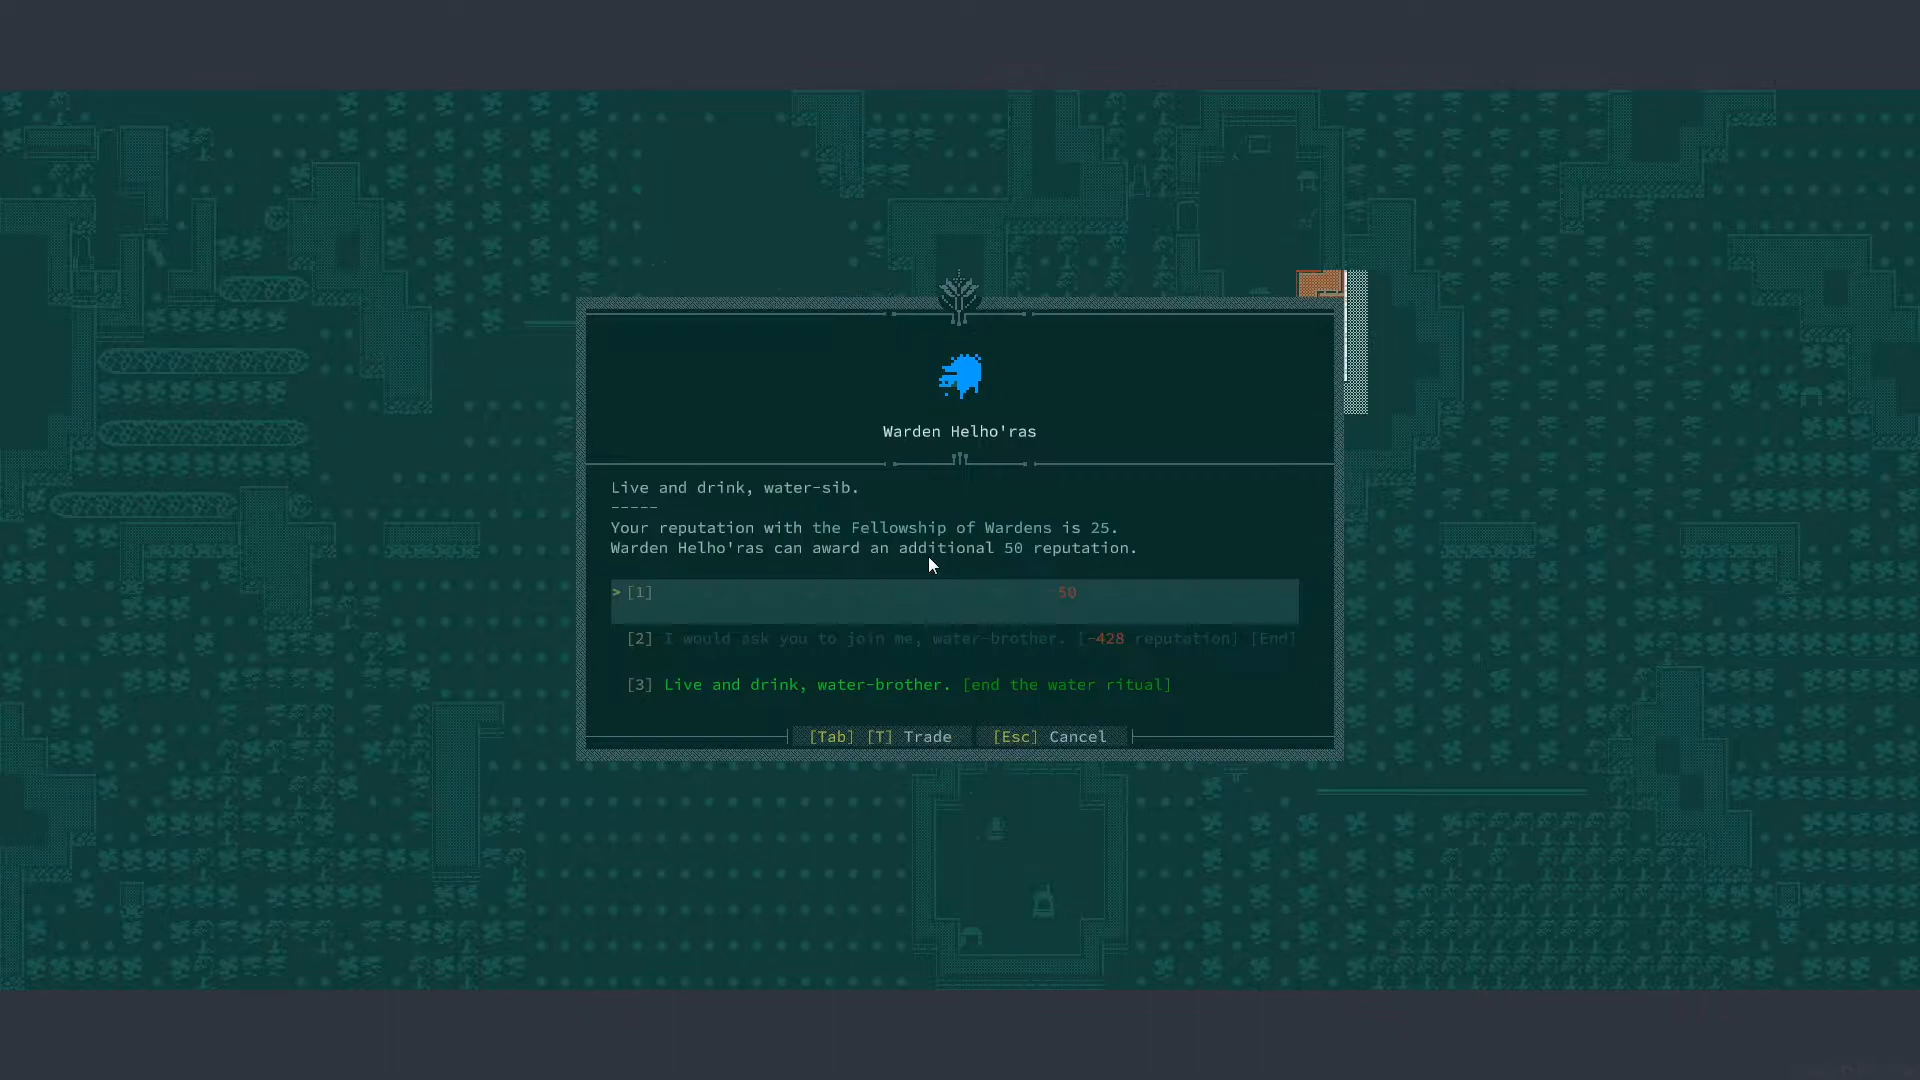 Warden Helho'ras
Live and drink, water-sib.
-----
Your reputation with the Fellowship of Wardens is 25.
Warden Helho'ras can award an additional 50 reputation.
> [1] 50
[2] I would ask you to join me, water-brother. [-428 reputation] [End]
[3] Live and drink, water-brother. [end the water ritual]
[Tab] [T] Trade [Esc] Cancel